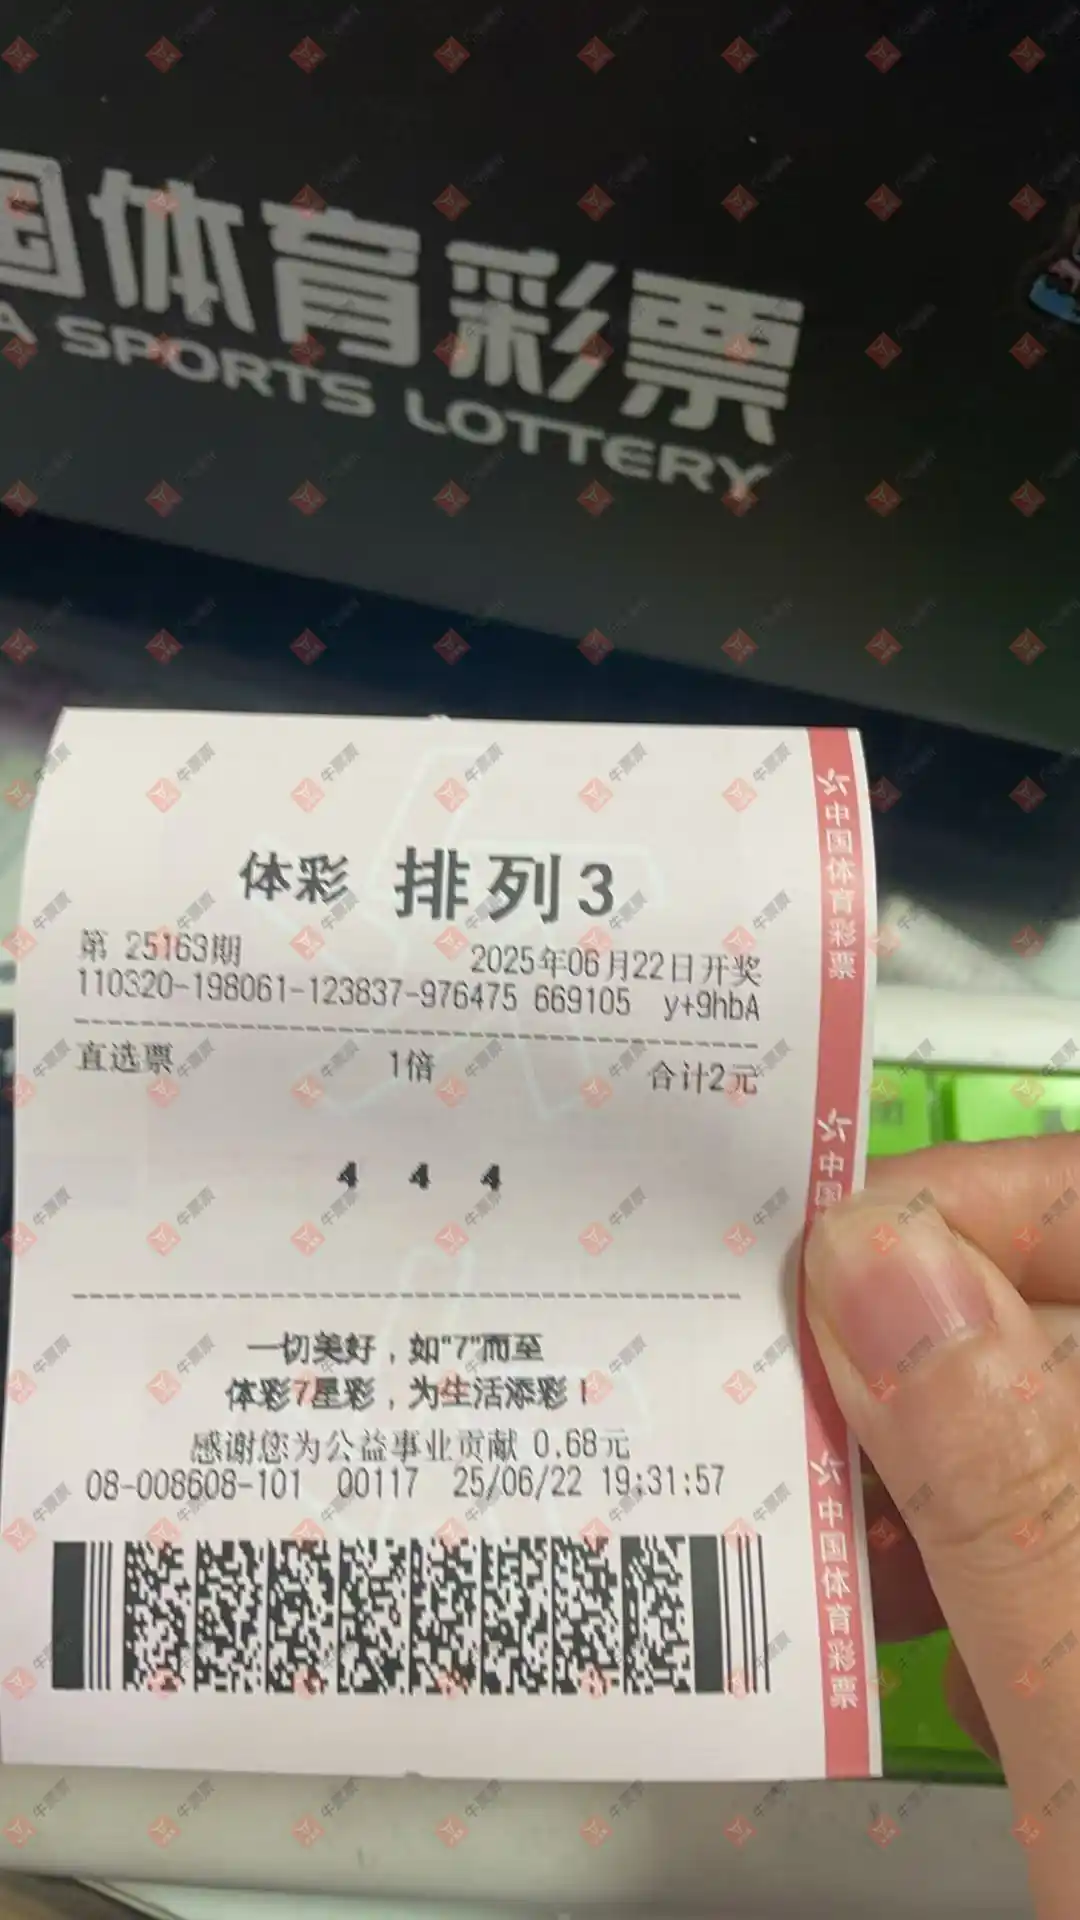 国体育彩票
A SPORTS LOTTERY
体彩 排列3
第 25163期 2025年06月22日开奖
110320-198061-123837-976475 669105 y+9hbA
直选票 1倍 合计2元
4 4 4
一切美好，如"7"而至
体彩7星彩，为生活添彩！
感谢您为公益事业贡献 0.68元
08-008608-101 00117 25/06/22 19:31:57
中国体育彩票
中国
中国体育彩票
牛票票